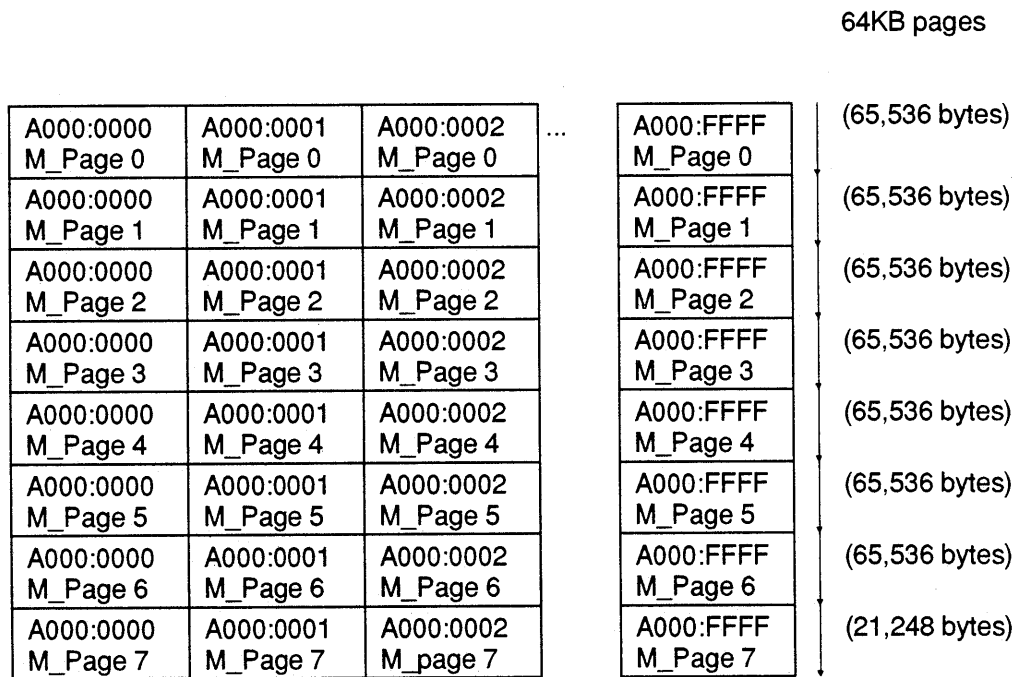 64KB pages
A000:0000 A000:0001 A000:0002 ... A000:FFFF (65,536 bytes)
M_Page 0 M_Page 0 M_Page 0 M_Page 0
A000:0000 A000:0001 A000:0002 A000:FFFF (65,536 bytes)
M_Page 1 M_Page 1 M_Page 1 M_Page 1
A000:0000 A000:0001 A000:0002 A000:FFFF (65,536 bytes)
M_Page 2 M_Page 2 M_Page 2 M_Page 2
A000:0000 A000:0001 A000:0002 A000:FFFF (65,536 bytes)
M_Page 3 M_Page 3 M_Page 3 M_Page 3
A000:0000 A000:0001 A000:0002 A000:FFFF (65,536 bytes)
M_Page 4 M_Page 4 M_Page 4 M_Page 4
A000:0000 A000:0001 A000:0002 A000:FFFF (65,536 bytes)
M_Page 5 M_Page 5 M_Page 5 M_Page 5
A000:0000 A000:0001 A000:0002 A000:FFFF (65,536 bytes)
M_Page 6 M_Page 6 M_Page 6 M_Page 6
A000:0000 A000:0001 A000:0002 A000:FFFF (21,248 bytes)
M_Page 7 M_Page 7 M_page 7 M_Page 7